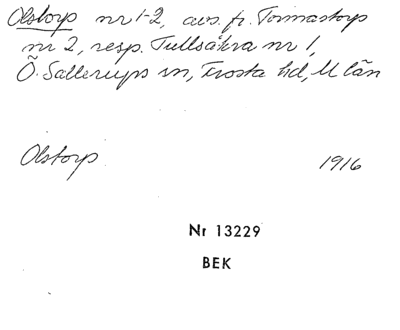 Olstorp nr 1-2, avs. fr. Tommastorp
nr 2, resp. Tullsåkra nr 1,
Ö. Sallerups sn, Frosta hd, M län
Olstorp 1916
Nr 13229
BEK